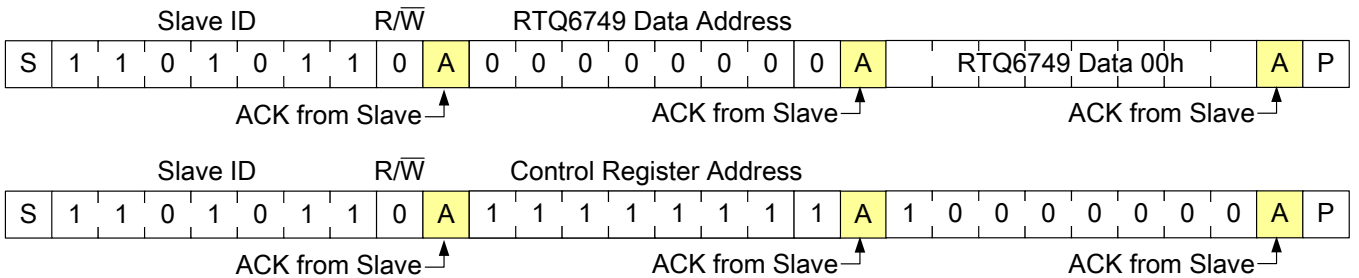 Slave ID R/W̅ RTQ6749 Data Address
S 1 1 0 1 0 1 1 0 A 0 0 0 0 0 0 0 0 A RTQ6749 Data 00h A P
ACK from Slave ACK from Slave ACK from Slave
Slave ID R/W̅ Control Register Address
S 1 1 0 1 0 1 1 0 A 1 1 1 1 1 1 1 1 A 1 0 0 0 0 0 0 0 A P
ACK from Slave ACK from Slave ACK from Slave